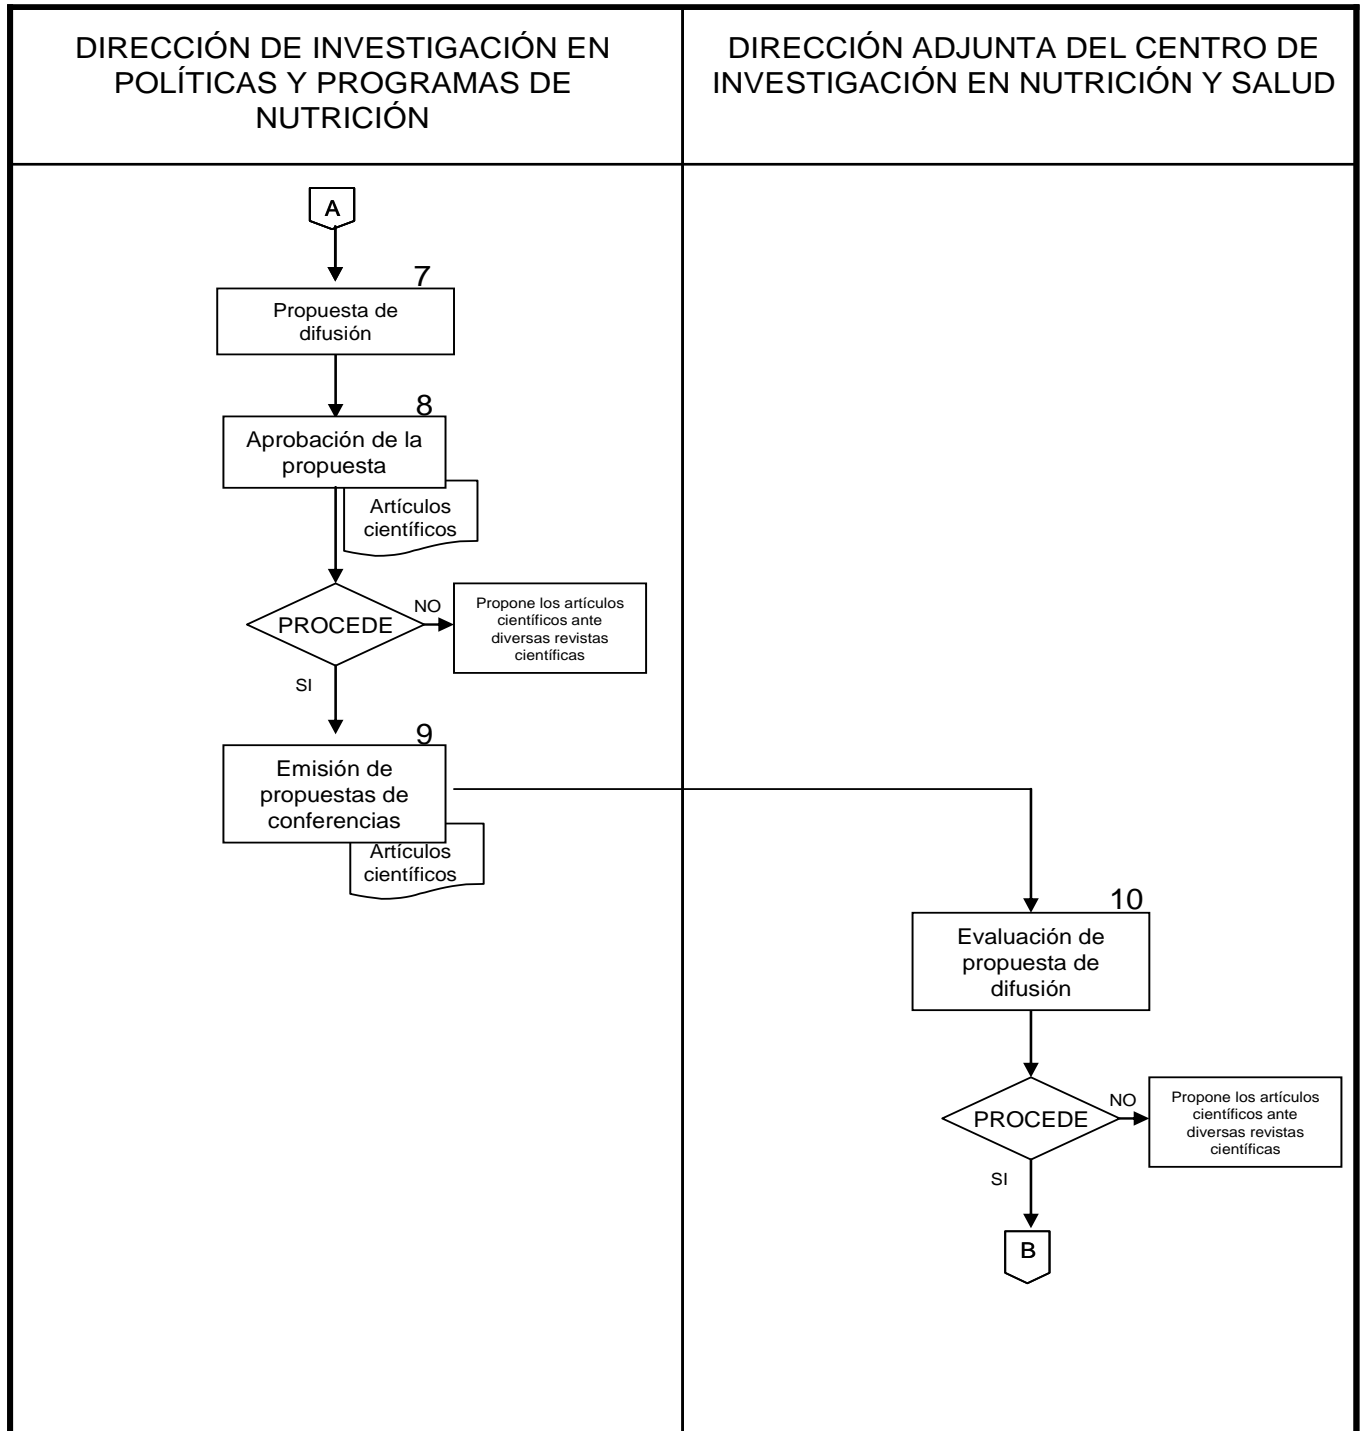 DIRECCIÓN DE INVESTIGACIÓN EN
POLÍTICAS Y PROGRAMAS DE
NUTRICIÓN
DIRECCIÓN ADJUNTA DEL CENTRO DE
INVESTIGACIÓN EN NUTRICIÓN Y SALUD
A
7
Propuesta de
difusión
8
Aprobación de la
propuesta
Artículos
científicos
PROCEDE
NO
Propone los artículos
científicos ante
diversas revistas
científicas
SI
9
Emisión de
propuestas de
conferencias
Artículos
científicos
10
Evaluación de
propuesta de
difusión
PROCEDE
NO
Propone los artículos
científicos ante
diversas revistas
científicas
SI
B